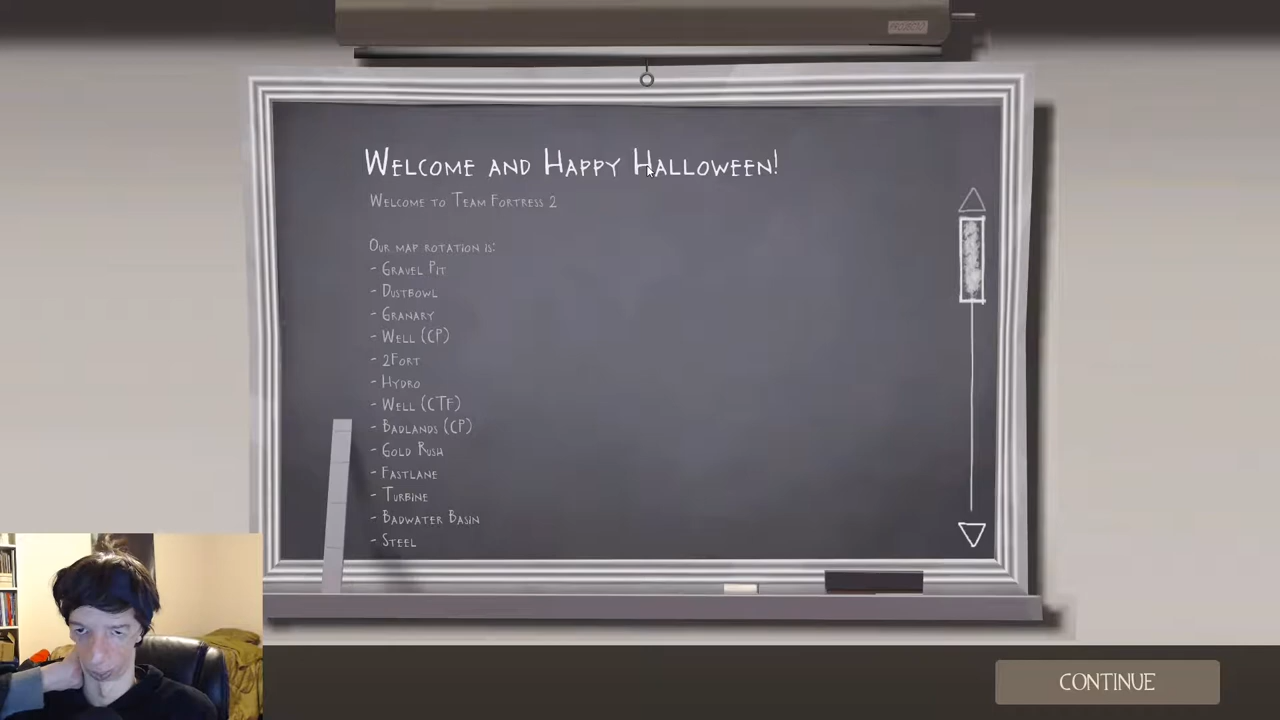 Welcome and Happy Halloween!
Welcome to Team Fortress 2
Our map rotation is:
- Gravel Pit
- Dustbowl
- Granary
- Well (CP)
- 2Fort
- Hydro
- Well (CTF)
- Badlands (CP)
- Gold Rush
- Fastlane
- Turbine
- Badwater Basin
- Steel
CONTINUE